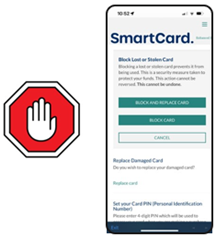 10:52
SmartCard.
Block Lost or Stolen Card
Blocking a lost or stolen card prevents it from
being used. This is a security measure taken to
protect your funds. This action cannot be
reserved. This cannot be undone.
BLOCK AND REPLACE CARD
BLOCK CARD
CANCEL
Replace Damaged Card
Do you wish to replace your damaged card?
Replace card
Set your Card PIN (Personal Identification
Number)
Please enter 4 digit PIN which will be used to